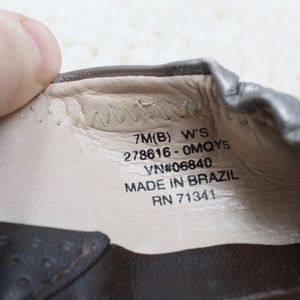 7M(B) W'S
278616 - 0MQYS
VN#06840
MADE IN BRAZIL
RN 71341